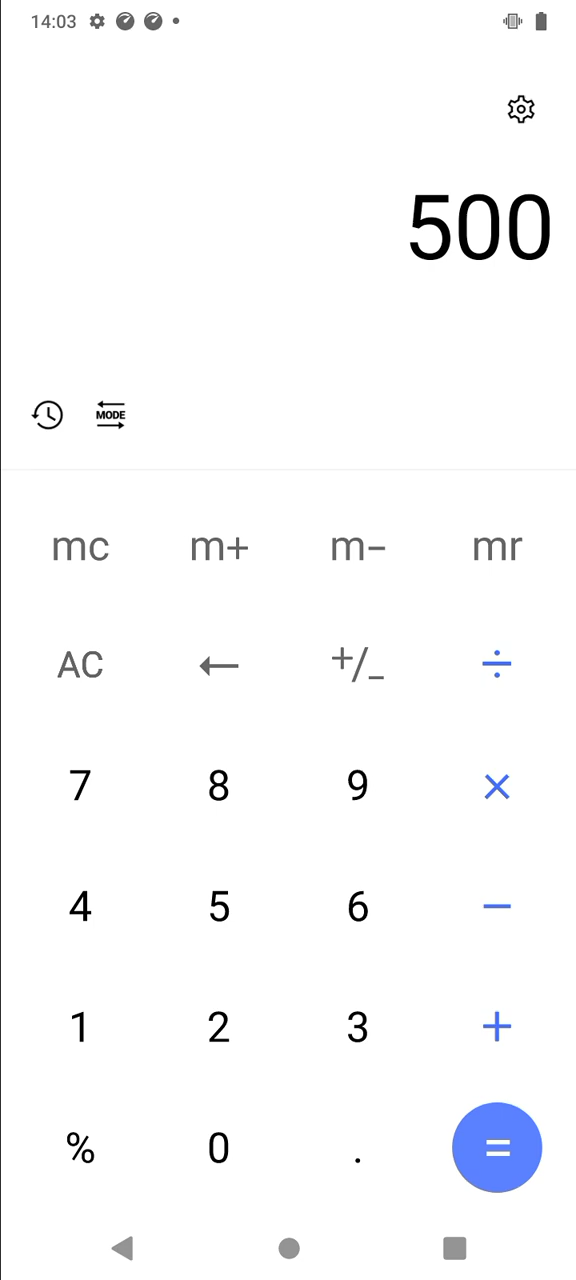 14:03
500
MODE
mc m+ m− mr
AC ← +/− ÷
7 8 9 ×
4 5 6 −
1 2 3 +
% 0 . =